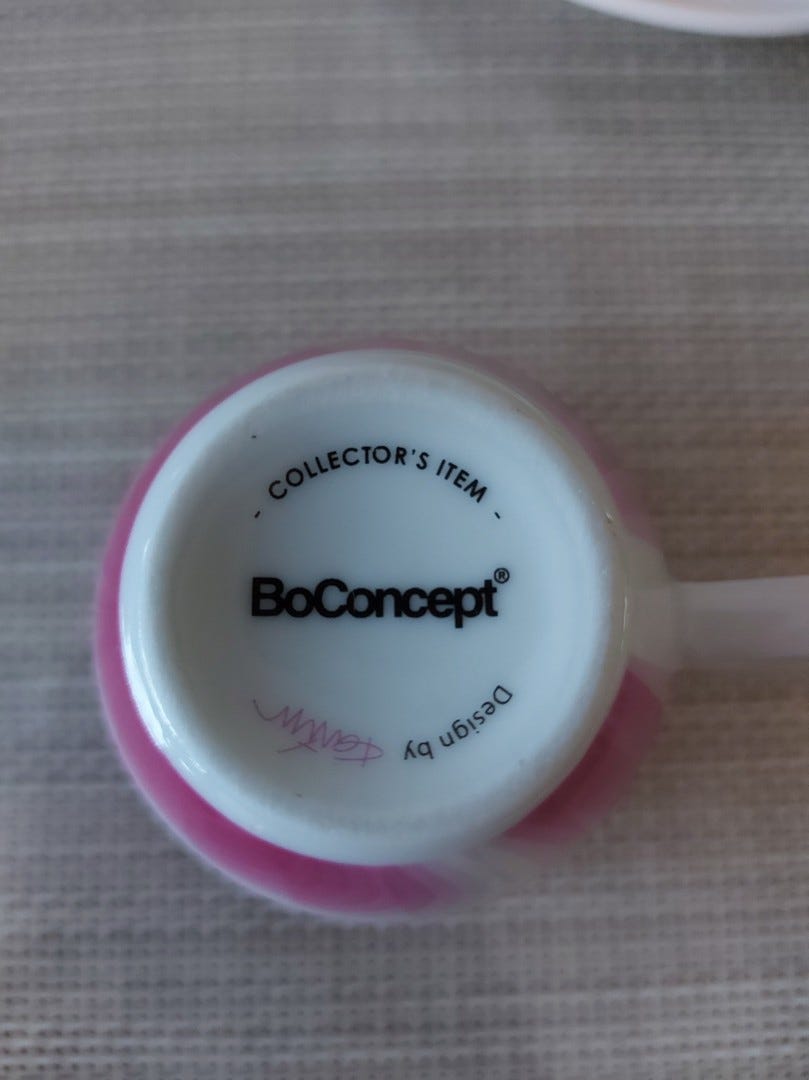 - COLLECTOR'S ITEM -
BoConcept®
Design by